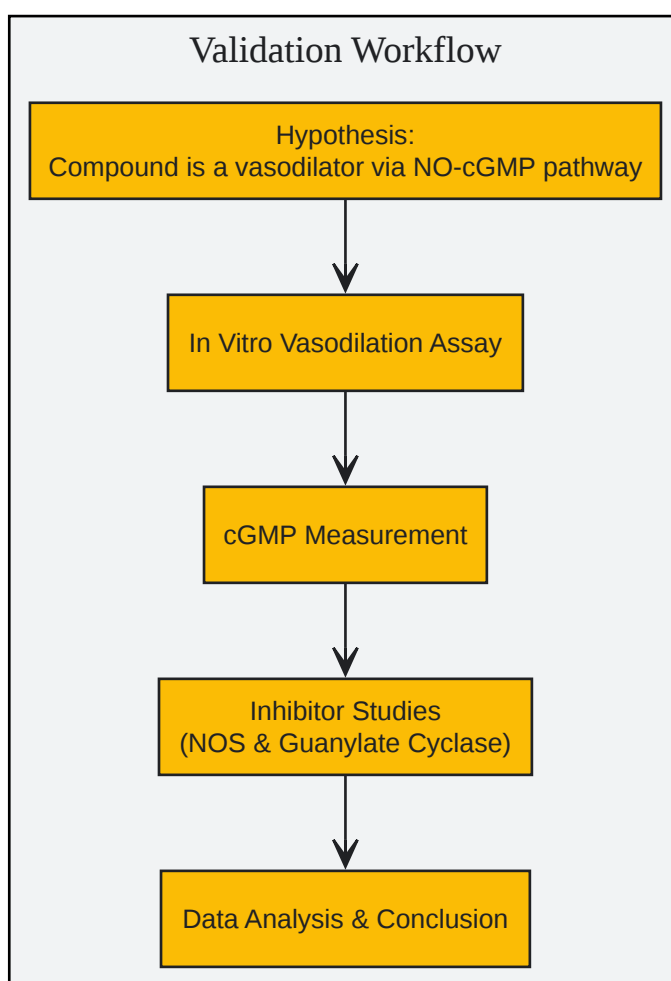 Validation Workflow
Hypothesis:
Compound is a vasodilator via NO-cGMP pathway
In Vitro Vasodilation Assay
cGMP Measurement
Inhibitor Studies
(NOS & Guanylate Cyclase)
Data Analysis & Conclusion